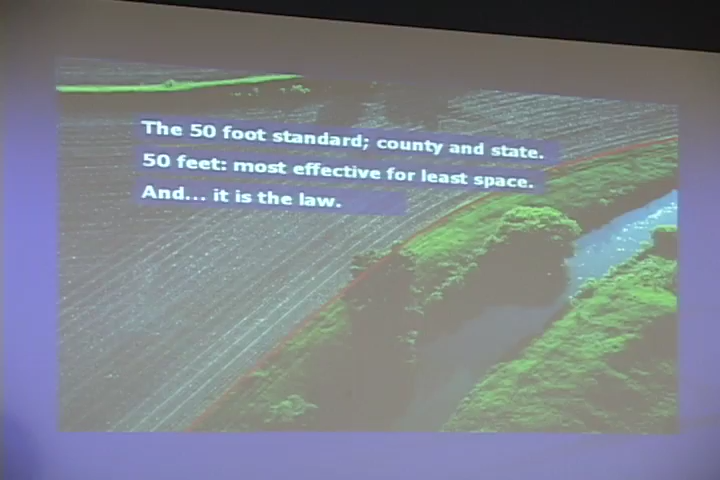 The 50 foot standard; county and state.
50 feet: most effective for least space.
And... it is the law.